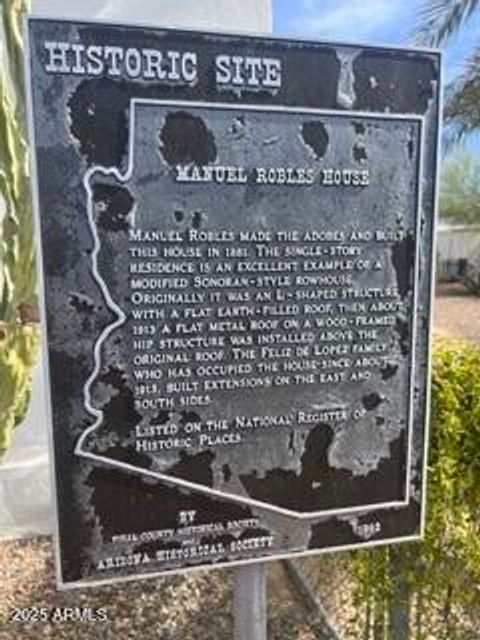 HISTORIC SITE
MANUEL ROBLES HOUSE
MANUEL ROBLES MADE THE ADOBES AND BUILT
THIS HOUSE IN 1881. THE SINGLE-STORY
RESIDENCE IS AN EXCELLENT EXAMPLE OF A
MODIFIED SONORAN-STYLE ROWHOUSE.
ORIGINALLY IT WAS AN L-SHAPED STRUCTURE
WITH A FLAT EARTH-FILLED ROOF, THEN ABOUT
1913 A FLAT METAL ROOF ON A WOOD-FRAMED
HIP STRUCTURE WAS INSTALLED ABOVE THE
ORIGINAL ROOF. THE FELIZ DE LOPEZ FAMILY
WHO HAS OCCUPIED THE HOUSE SINCE ABOUT
1915, BUILT EXTENSIONS ON THE EAST AND
SOUTH SIDES.
LISTED ON THE NATIONAL REGISTER OF
HISTORIC PLACES
BY
PINAL COUNTY HISTORICAL SOCIETY
AND
ARIZONA HISTORICAL SOCIETY
2025 ARMLS